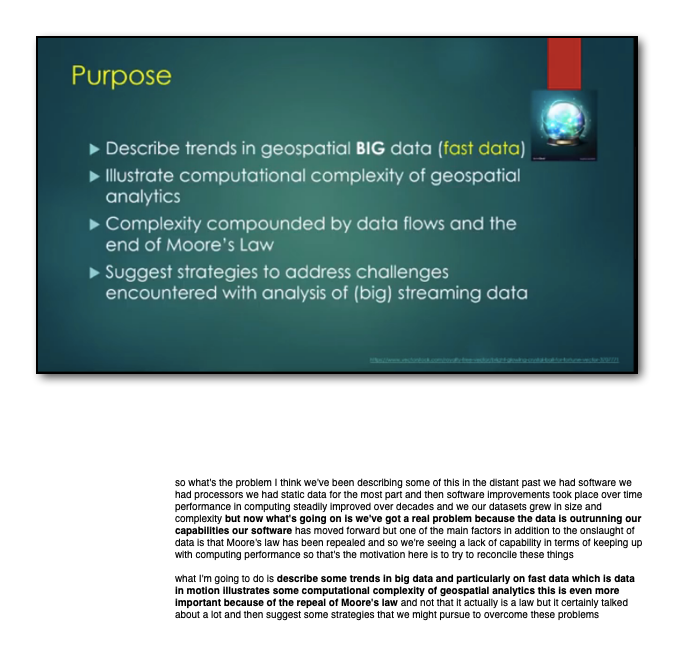 Purpose
Describe trends in geospatial BIG data (fast data)
Illustrate computational complexity of geospatial
analytics
Complexity compounded by data flows and the
end of Moore's Law
Suggest strategies to address challenges
encountered with analysis of (big) streaming data
so what's the problem I think we've been describing some of this in the distant past we had software we
had processors we had static data for the most part and then software improvements took place over time
performance in computing steadily improved over decades and we our datasets grew in size and
complexity but now what's going on is we've got a real problem because the data is outrunning our
capabilities our software has moved forward but one of the main factors in addition to the onslaught of
data is that Moore's law has been repealed and so we're seeing a lack of capability in terms of keeping up
with computing performance so that's the motivation here is to try to reconcile these things
what I'm going to do is describe some trends in big data and particularly on fast data which is data
in motion illustrates some computational complexity of geospatial analytics this is even more
important because of the repeal of Moore's law and not that it actually is a law but it certainly talked
about a lot and then suggest some strategies that we might pursue to overcome these problems